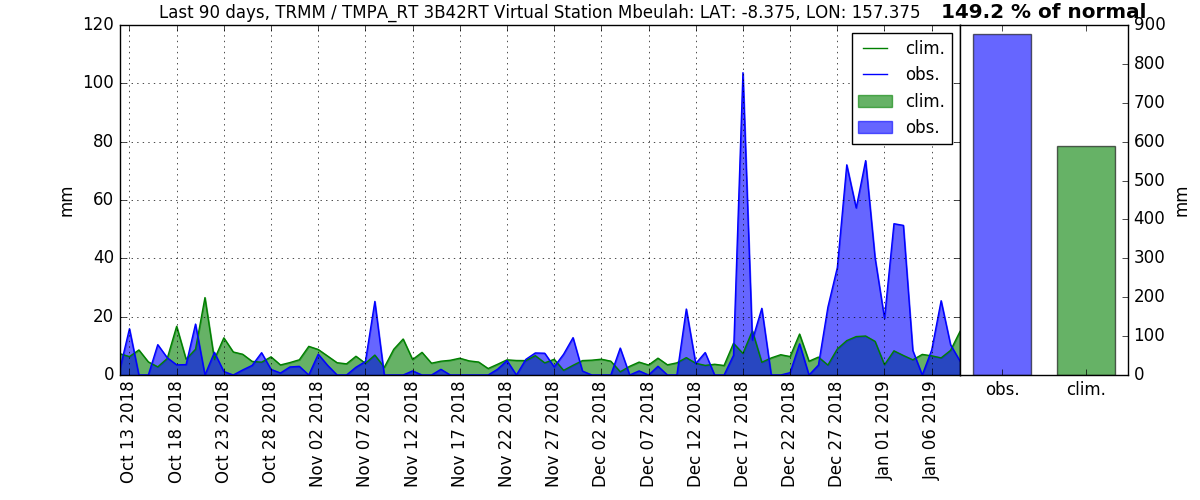 Last 90 days, TRMM / TMPA_RT 3B42RT Virtual Station Mbeulah: LAT: -8.375, LON: 157.375
149.2 % of normal
120
100
80
60
40
20
0
mm
clim.
obs.
clim.
obs.
900
800
700
600
500
400
300
200
100
0
mm
Oct 13 2018
Oct 18 2018
Oct 23 2018
Oct 28 2018
Nov 02 2018
Nov 07 2018
Nov 12 2018
Nov 17 2018
Nov 22 2018
Nov 27 2018
Dec 02 2018
Dec 07 2018
Dec 12 2018
Dec 17 2018
Dec 22 2018
Dec 27 2018
Jan 01 2019
Jan 06 2019
obs.
clim.